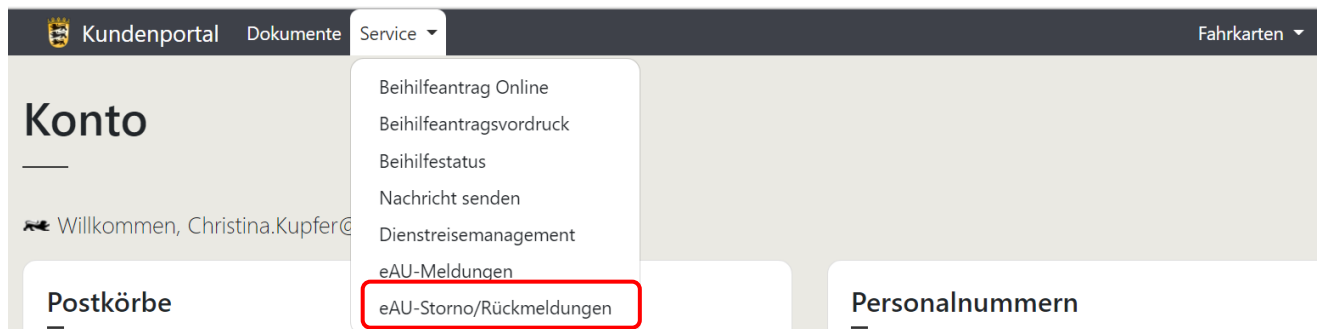 Kundenportal Dokumente Service Fahrkarten
Konto
Willkommen, Christina.Kupfer@
Beihilfeantrag Online
Beihilfeantragsvordruck
Beihilfestatus
Nachricht senden
Dienstreisemanagement
eAU-Meldungen
eAU-Storno/Rückmeldungen
Postkörbe
Personalnummern